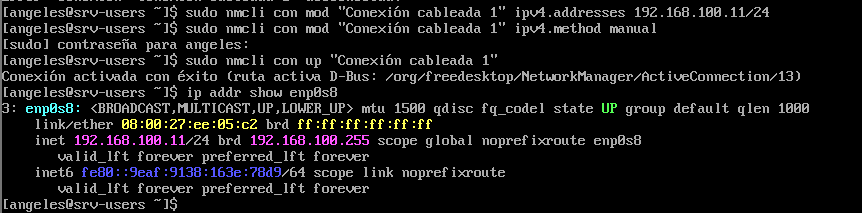 [angeles@srv-users ~]$ sudo nmcli con mod "Conexión cableada 1" ipv4.addresses 192.168.100.11/24
[angeles@srv-users ~]$ sudo nmcli con mod "Conexión cableada 1" ipv4.method manual
[sudo] contraseña para angeles:
[angeles@srv-users ~]$ sudo nmcli con up "Conexión cableada 1"
Conexión activada con éxito (ruta activa D-Bus: /org/freedesktop/NetworkManager/ActiveConnection/13)
[angeles@srv-users ~]$ ip addr show enp0s8
3: enp0s8: <BROADCAST,MULTICAST,UP,LOWER_UP> mtu 1500 qdisc fq_codel state UP group default qlen 1000
    link/ether 08:00:27:ee:05:c2 brd ff:ff:ff:ff:ff:ff
    inet 192.168.100.11/24 brd 192.168.100.255 scope global noprefixroute enp0s8
       valid_lft forever preferred_lft forever
    inet6 fe80::9eaf:9138:163e:78d9/64 scope link noprefixroute
       valid_lft forever preferred_lft forever
[angeles@srv-users ~]$